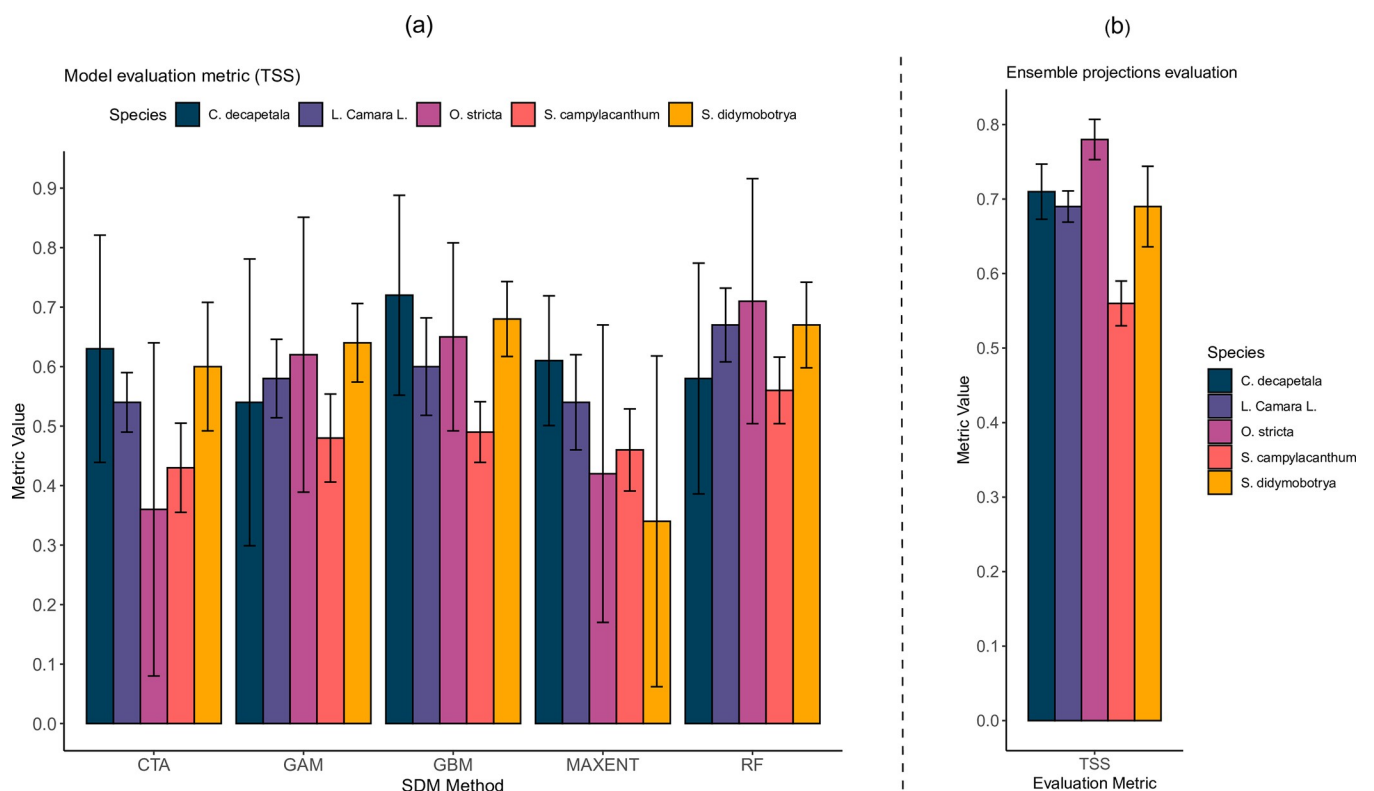 (a)
Model evaluation metric (TSS)
Species C. decapetala L. Camara L. O. stricta S. campylacanthum S. didymobotrya
Metric Value
0.9
0.8
0.7
0.6
0.5
0.4
0.3
0.2
0.1
0.0
CTA GAM GBM MAXENT RF
SDM Method
(b)
Ensemble projections evaluation
Metric Value
0.8
0.7
0.6
0.5
0.4
0.3
0.2
0.1
0.0
TSS
Evaluation Metric
Species
C. decapetala
L. Camara L.
O. stricta
S. campylacanthum
S. didymobotrya